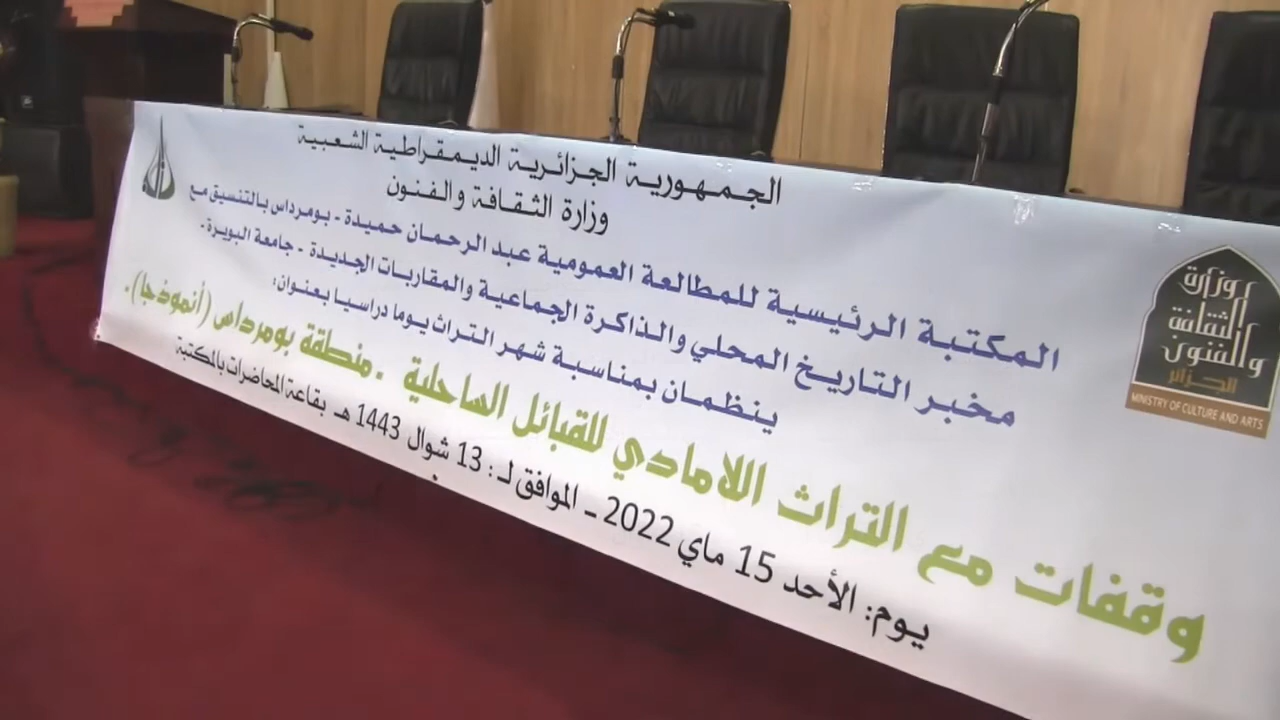 الجمهورية الجزائرية الديمقراطية الشعبية
وزارة الثقافة والفنون
المكتبة الرئيسية للمطالعة العمومية عبد الرحمان حميدة - بومرداس بالتنسيق مع
مخبر التاريخ المحلي والذاكرة الجماعية والمقاربات الجديدة - جامعة البويرة -
ينظمان بمناسبة شهر التراث يوما دراسيا بعنوان:
وقفات مع التراث اللامادي للقبائل الساحلية .منطقة بومرداس (أنموذجا).
يوم: الأحد 15 ماي 2022 ـ الموافق لـ : 13 شوال 1443 هـ بقاعة المحاضرات بالمكتبة
وزارة
الثقافة
والفنون
الجزائر
MINISTRY OF CULTURE AND ARTS